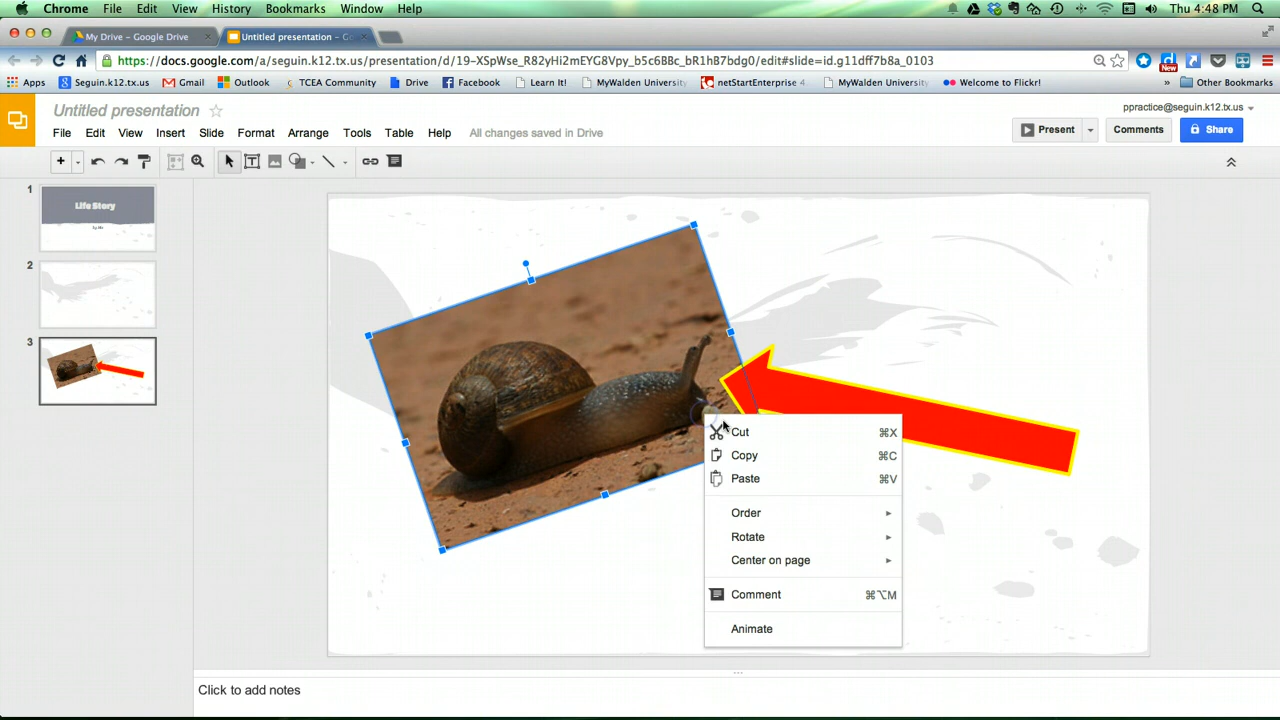 Chrome File Edit View History Bookmarks Window Help Thu 4:48 PM
My Drive - Google Drive Untitled presentation - Go
https://docs.google.com/a/seguin.k12.tx.us/presentation/d/19-XSpWse_R82yHi2mEYG8Vpy_b5c6BBc_bR1hB7bdg0/edit#slide=id.g11dff7b8a_0103
New
Apps Seguin.k12.tx.us Gmail Outlook TCEA Community Drive Facebook Learn It! MyWalden University netStartEnterprise 4 MyWalden University Welcome to Flickr! » Other Bookmarks
Untitled presentation
ppractice@seguin.k12.tx.us
File Edit View Insert Slide Format Arrange Tools Table Help All changes saved in Drive
Present Comments Share
1
Life Story
by Me
2
3
Cut ⌘X
Copy ⌘C
Paste ⌘V
Order
Rotate
Center on page
Comment ⌘⌥M
Animate
Click to add notes